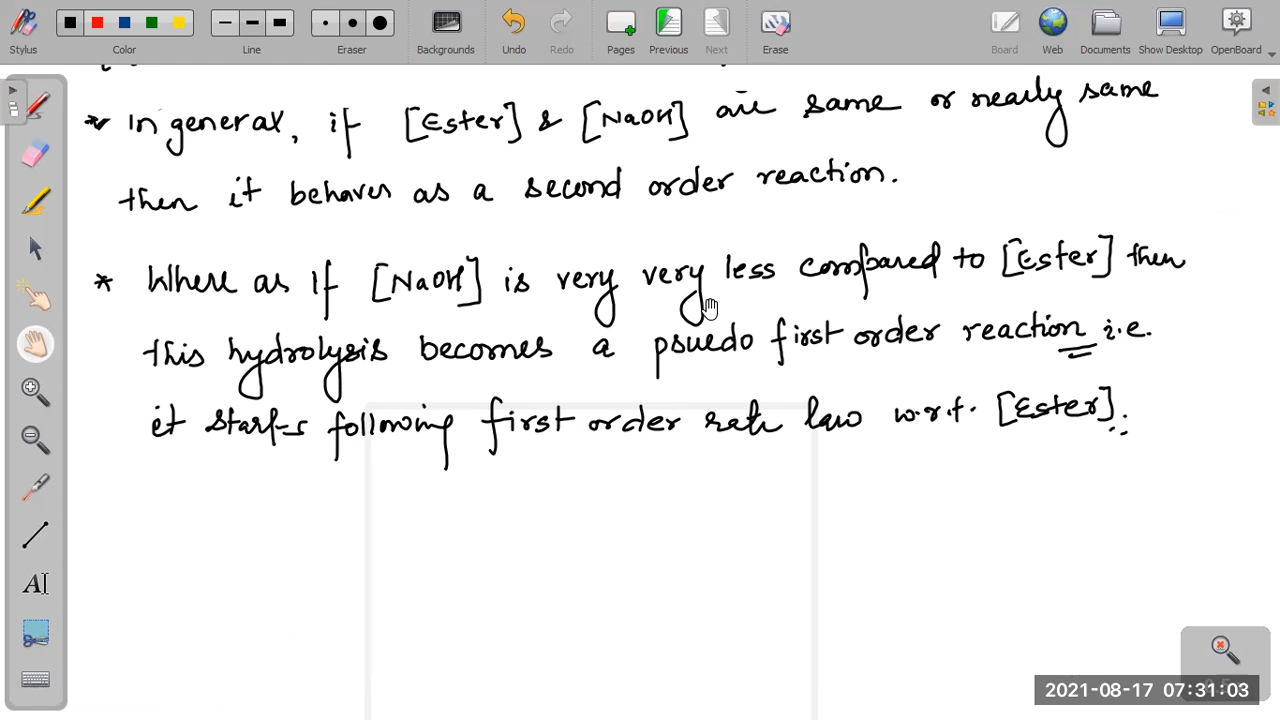 Stylus
Color
Line
Eraser
Backgrounds
Undo
Redo
Pages
Previous
Next
Erase
Board
Web
Documents
Show Desktop
OpenBoard
* In general, if [Ester] & [NaOH] are same or nearly same
then it behaves as a second order reaction.
* Where as if [NaOH] is very very less compared to [Ester] then
this hydrolysis becomes a psuedo first order reaction i.e.
it starts following first order rate law w.r.t. [Ester].
2021-08-17 07:31:03